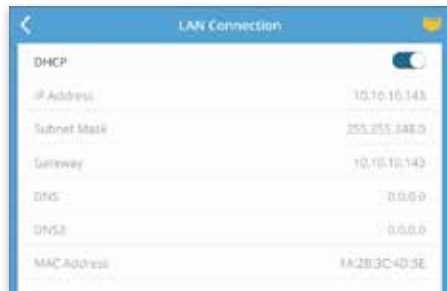 LAN Connection
DHCP
IP Address 10.10.10.143
Subnet Mask 255.255.248.0
Gateway 10.10.10.143
DNS 0.0.0.0
DNS2 0.0.0.0
MAC Address 1A:2B:3C:4D:5E